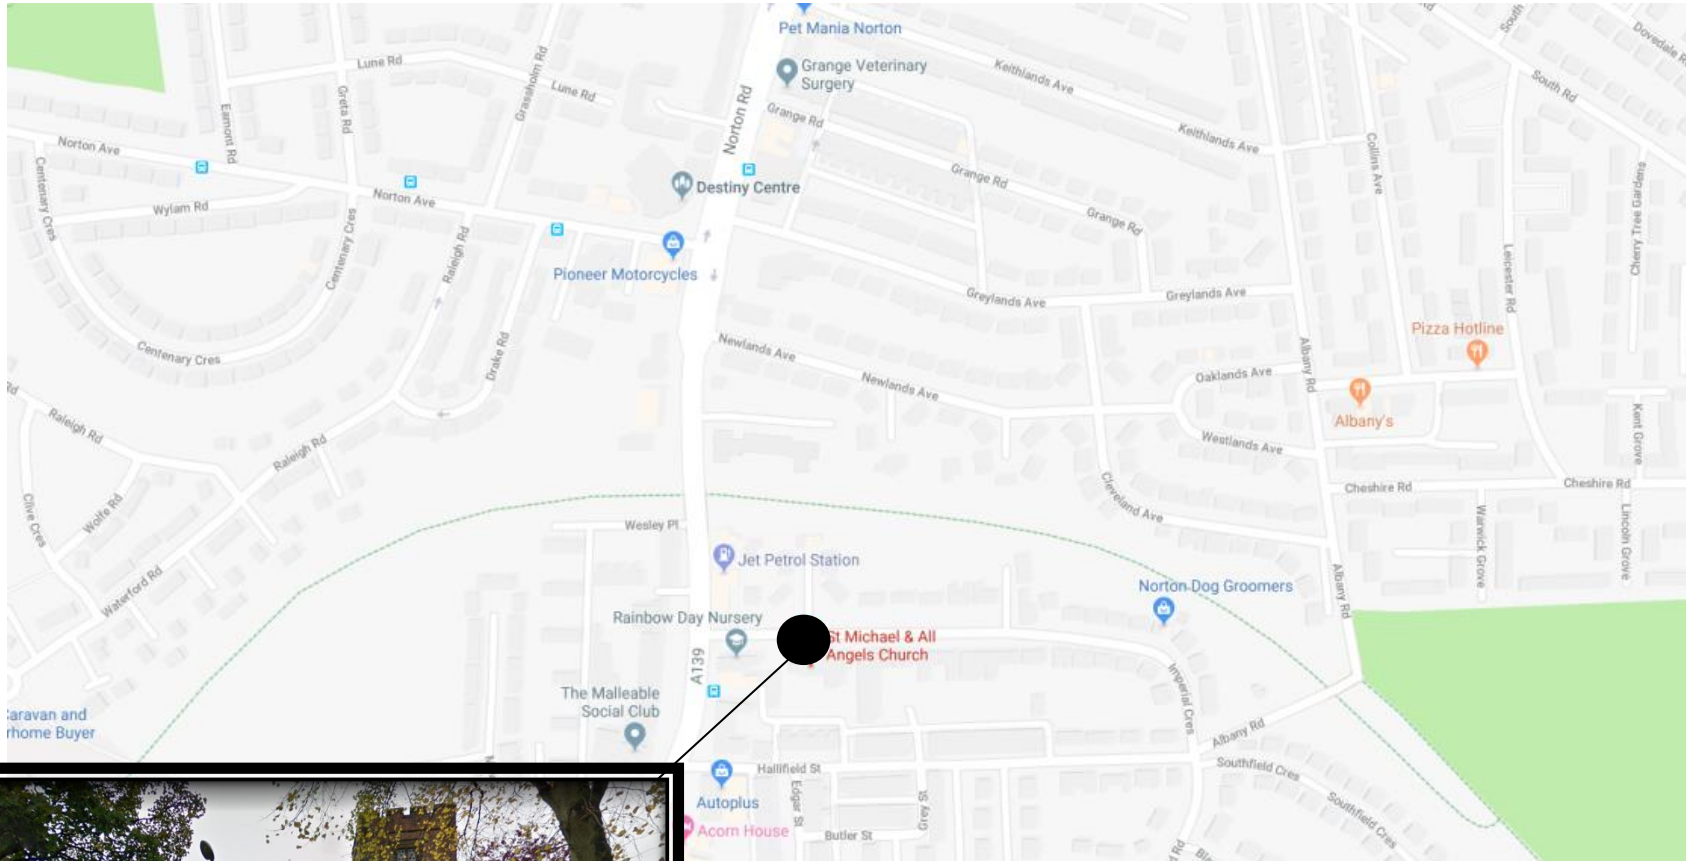 Pet Mania Norton
Grange Veterinary
Surgery
Lune Rd
Lune Rd
Grassholm Rd
Greta Rd
Eamont Rd
Norton Rd
Grange Rd
Keithlands Ave
Keithlands Ave
South Rd
Collins Ave
Norton Ave
Centenary Cres
Wylam Rd
Norton Ave
Destiny Centre
Grange Rd
Grange Rd
Cherry Tree Gardens
Leicester Rd
Raleigh Rd
Centenary Cres
Pioneer Motorcycles
Greylands Ave
Greylands Ave
Centenary Cres
Drake Rd
Newlands Ave
Newlands Ave
Oaklands Ave
Albany Rd
Pizza Hotline
Albany's
Raleigh Rd
Raleigh Rd
Westlands Ave
Kent Grove
Clive Cres
Wolfe Rd
Cleveland Ave
Cheshire Rd
Cheshire Rd
Warwick Grove
Lincoln Grove
Wesley Pl
Jet Petrol Station
Waterford Rd
Norton Dog Groomers
Albany Rd
Rainbow Day Nursery
St Michael & All
Angels Church
A139
The Malleable
Social Club
Imperial Cres
Albany Rd
Hallifield St
Southfield Cres
Southfield Cres
Autoplus
Edgar St
Grey St
Acorn House
Butler St